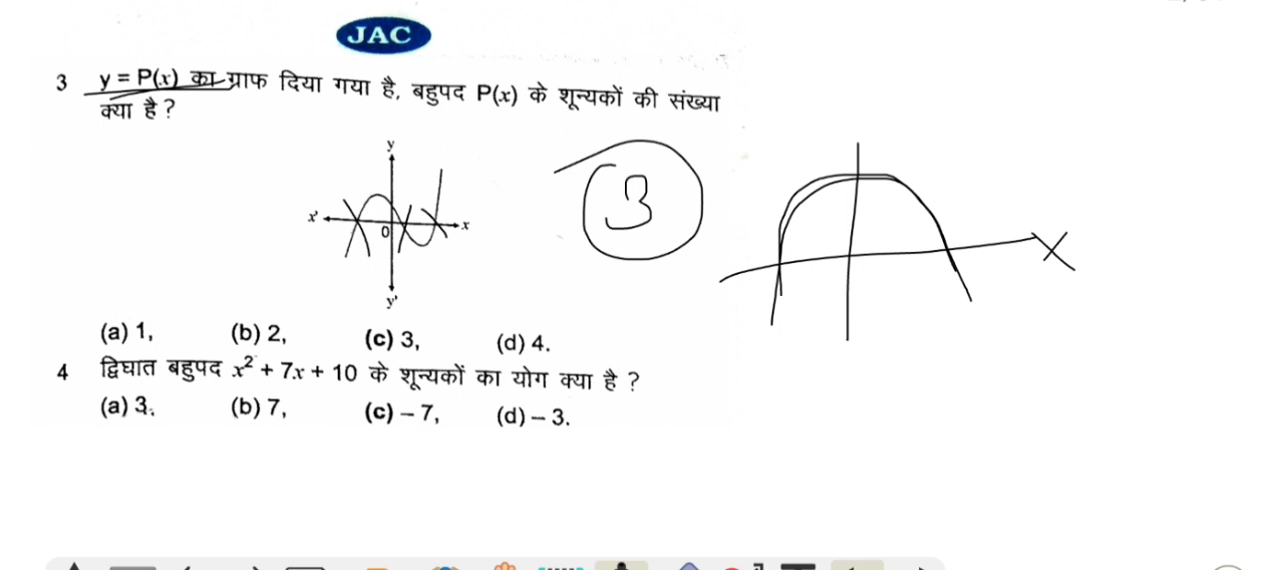 JAC
3 y = P(x) का ग्राफ दिया गया है, बहुपद P(x) के शून्यकों की संख्या
क्या है ?
y
x' 0 x
y'
3
X
(a) 1, (b) 2, (c) 3, (d) 4.
4 द्विघात बहुपद x² + 7x + 10 के शून्यकों का योग क्या है ?
(a) 3. (b) 7, (c) – 7, (d) – 3.